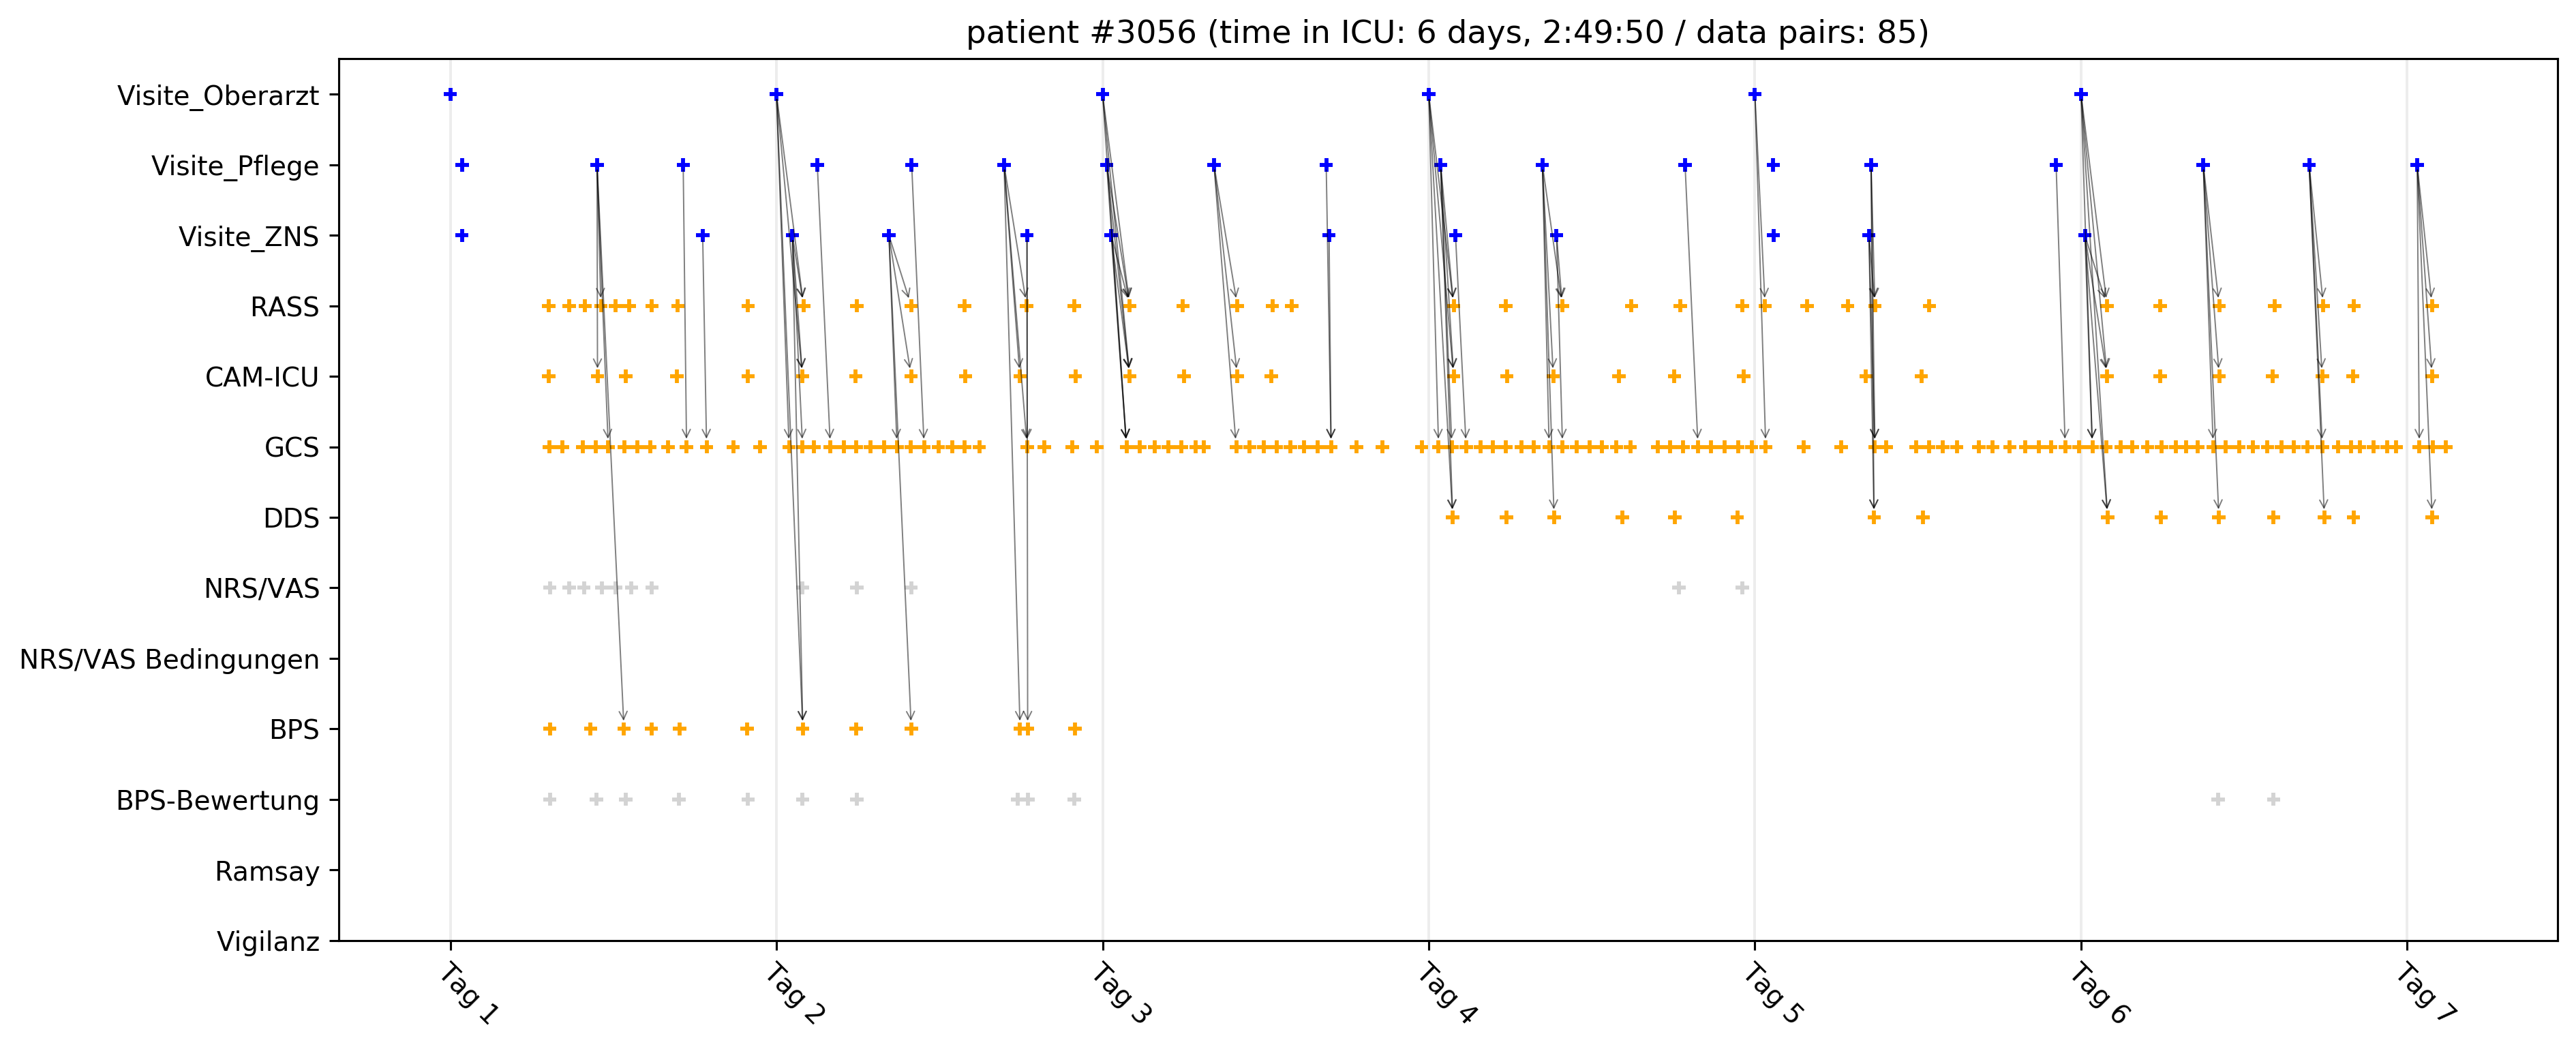 patient #3056 (time in ICU: 6 days, 2:49:50 / data pairs: 85)
Visite_Oberarzt
Visite_Pflege
Visite_ZNS
RASS
CAM-ICU
GCS
DDS
NRS/VAS
NRS/VAS Bedingungen
BPS
BPS-Bewertung
Ramsay
Vigilanz
Tag 1
Tag 2
Tag 3
Tag 4
Tag 5
Tag 6
Tag 7